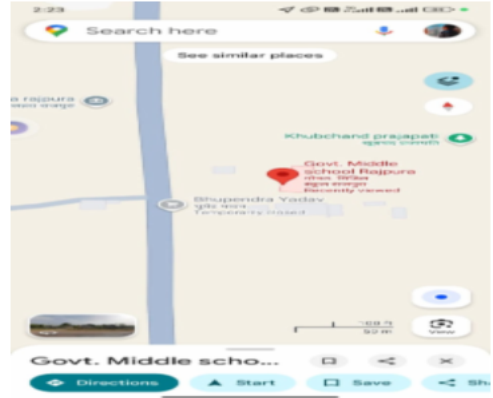 2:23
Search here
See similar places
a rajpura
Khubchand prajapati
Govt. Middle
school Rajpura
Recently viewed
Bhupendra Yadav
Temporarily closed
50 m
View
Govt. Middle scho...
Directions
Start
Save
Sh